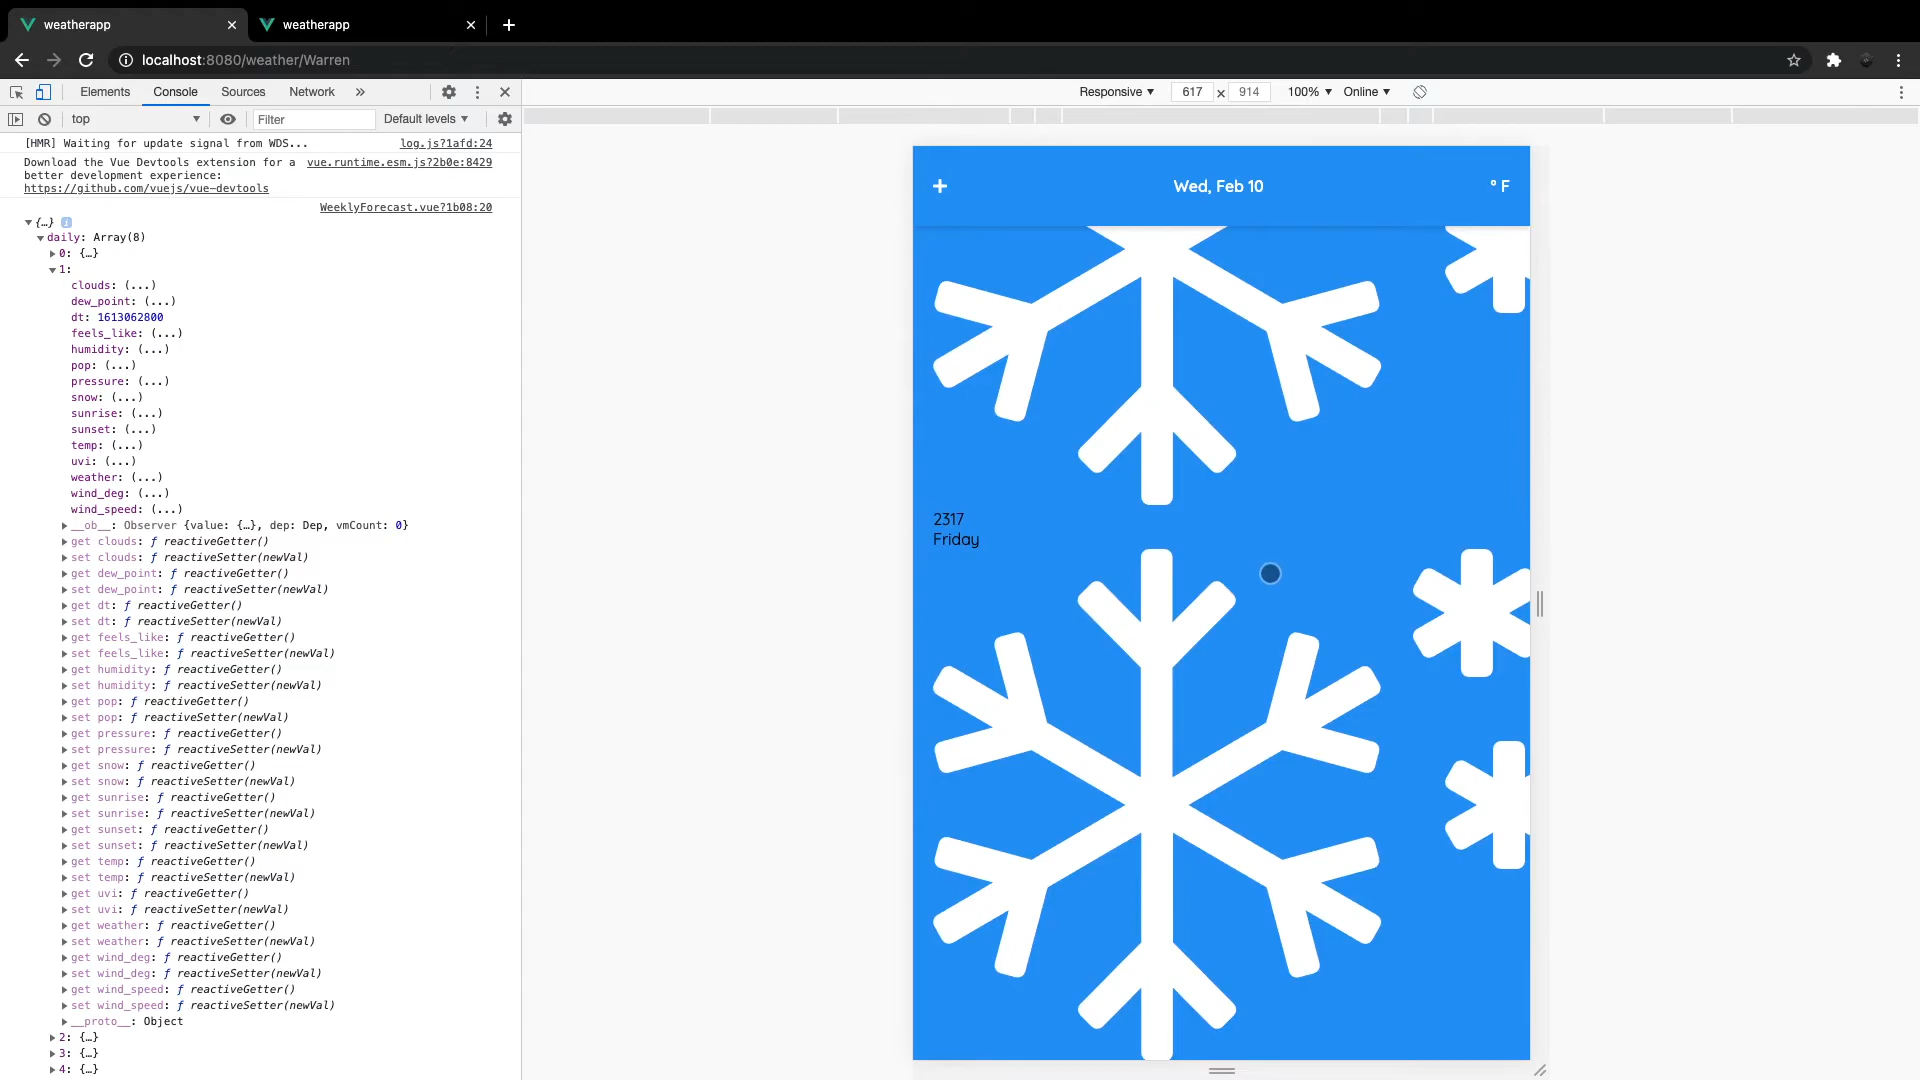 weatherapp
weatherapp
localhost:8080/weather/Warren
Elements Console Sources Network »
top Filter Default levels
[HMR] Waiting for update signal from WDS... log.js?1afd:24
Download the Vue Devtools extension for a vue.runtime.esm.js?2b0e:8429
better development experience:
https://github.com/vuejs/vue-devtools
WeeklyForecast.vue?1b08:20
{…} i
daily: Array(8)
0: {…}
1:
clouds: (...)
dew_point: (...)
dt: 1613062800
feels_like: (...)
humidity: (...)
pop: (...)
pressure: (...)
snow: (...)
sunrise: (...)
sunset: (...)
temp: (...)
uvi: (...)
weather: (...)
wind_deg: (...)
wind_speed: (...)
__ob__: Observer {value: {…}, dep: Dep, vmCount: 0}
get clouds: ƒ reactiveGetter()
set clouds: ƒ reactiveSetter(newVal)
get dew_point: ƒ reactiveGetter()
set dew_point: ƒ reactiveSetter(newVal)
get dt: ƒ reactiveGetter()
set dt: ƒ reactiveSetter(newVal)
get feels_like: ƒ reactiveGetter()
set feels_like: ƒ reactiveSetter(newVal)
get humidity: ƒ reactiveGetter()
set humidity: ƒ reactiveSetter(newVal)
get pop: ƒ reactiveGetter()
set pop: ƒ reactiveSetter(newVal)
get pressure: ƒ reactiveGetter()
set pressure: ƒ reactiveSetter(newVal)
get snow: ƒ reactiveGetter()
set snow: ƒ reactiveSetter(newVal)
get sunrise: ƒ reactiveGetter()
set sunrise: ƒ reactiveSetter(newVal)
get sunset: ƒ reactiveGetter()
set sunset: ƒ reactiveSetter(newVal)
get temp: ƒ reactiveGetter()
set temp: ƒ reactiveSetter(newVal)
get uvi: ƒ reactiveGetter()
set uvi: ƒ reactiveSetter(newVal)
get weather: ƒ reactiveGetter()
set weather: ƒ reactiveSetter(newVal)
get wind_deg: ƒ reactiveGetter()
set wind_deg: ƒ reactiveSetter(newVal)
get wind_speed: ƒ reactiveGetter()
set wind_speed: ƒ reactiveSetter(newVal)
__proto__: Object
2: {…}
3: {…}
4: {…}
Responsive 617 x 914 100% Online
Wed, Feb 10 ° F
2317
Friday